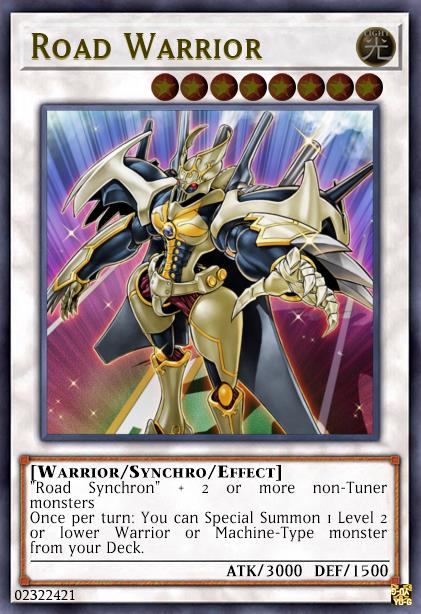 ROAD WARRIOR
LIGHT
光
[WARRIOR/SYNCHRO/EFFECT]
"Road Synchron" + 2 or more non-Tuner
monsters
Once per turn: You can Special Summon 1 Level 2
or lower Warrior or Machine-Type monster
from your Deck.
ATK/3000 DEF/1500
02322421